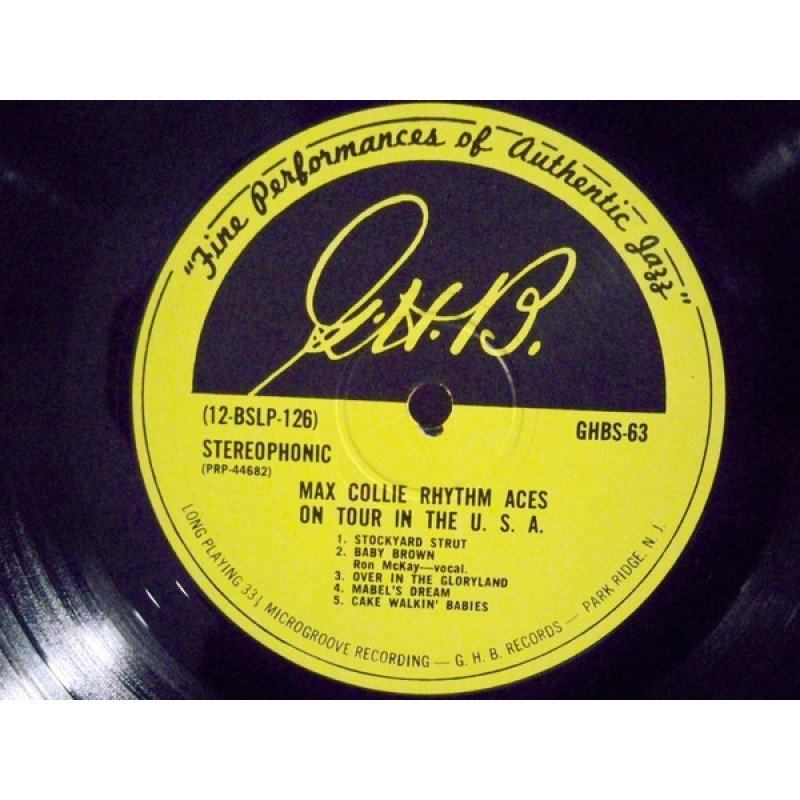 "Fine Performances of Authentic Jazz"
G.H.B.
(12-BSLP-126)
GHBS-63
STEREOPHONIC
(PRP-44682)
MAX COLLIE RHYTHM ACES
ON TOUR IN THE U. S. A.
1. STOCKYARD STRUT
2. BABY BROWN
Ron McKay—vocal.
3. OVER IN THE GLORYLAND
4. MABEL'S DREAM
5. CAKE WALKIN' BABIES
LONG PLAYING 33⅓ MICROGROOVE RECORDING — G. H. B. RECORDS — PARK RIDGE, N. J.